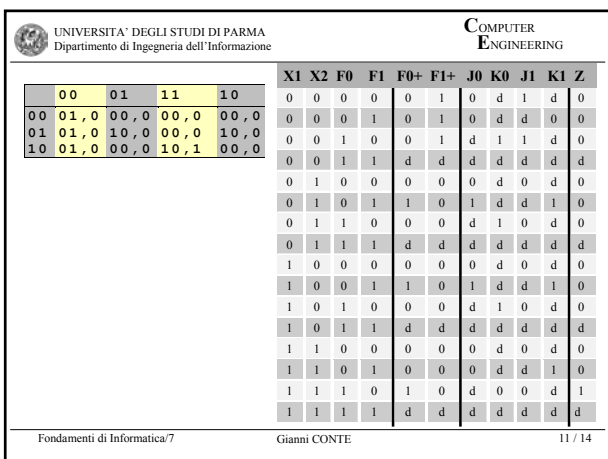 UNIVERSITA' DEGLI STUDI DI PARMA
Dipartimento di Ingegneria dell'Informazione
COMPUTER
ENGINEERING
00 01 11 10
00 01,0 00,0 00,0 00,0
01 01,0 10,0 00,0 10,0
10 01,0 00,0 10,1 00,0
X1 X2 F0 F1 F0+ F1+ J0 K0 J1 K1 Z
0 0 0 0 0 1 0 d 1 d 0
0 0 0 1 0 1 0 d d 0 0
0 0 1 0 0 1 d 1 1 d 0
0 0 1 1 d d d d d d d
0 1 0 0 0 0 0 d 0 d 0
0 1 0 1 1 0 1 d d 1 0
0 1 1 0 0 0 d 1 0 d 0
0 1 1 1 d d d d d d d
1 0 0 0 0 0 0 d 0 d 0
1 0 0 1 1 0 1 d d 1 0
1 0 1 0 0 0 d 1 0 d 0
1 0 1 1 d d d d d d d
1 1 0 0 0 0 0 d 0 d 0
1 1 0 1 0 0 0 d d 1 0
1 1 1 0 1 0 d 0 0 d 1
1 1 1 1 d d d d d d d
Fondamenti di Informatica/7 Gianni CONTE 11 / 14